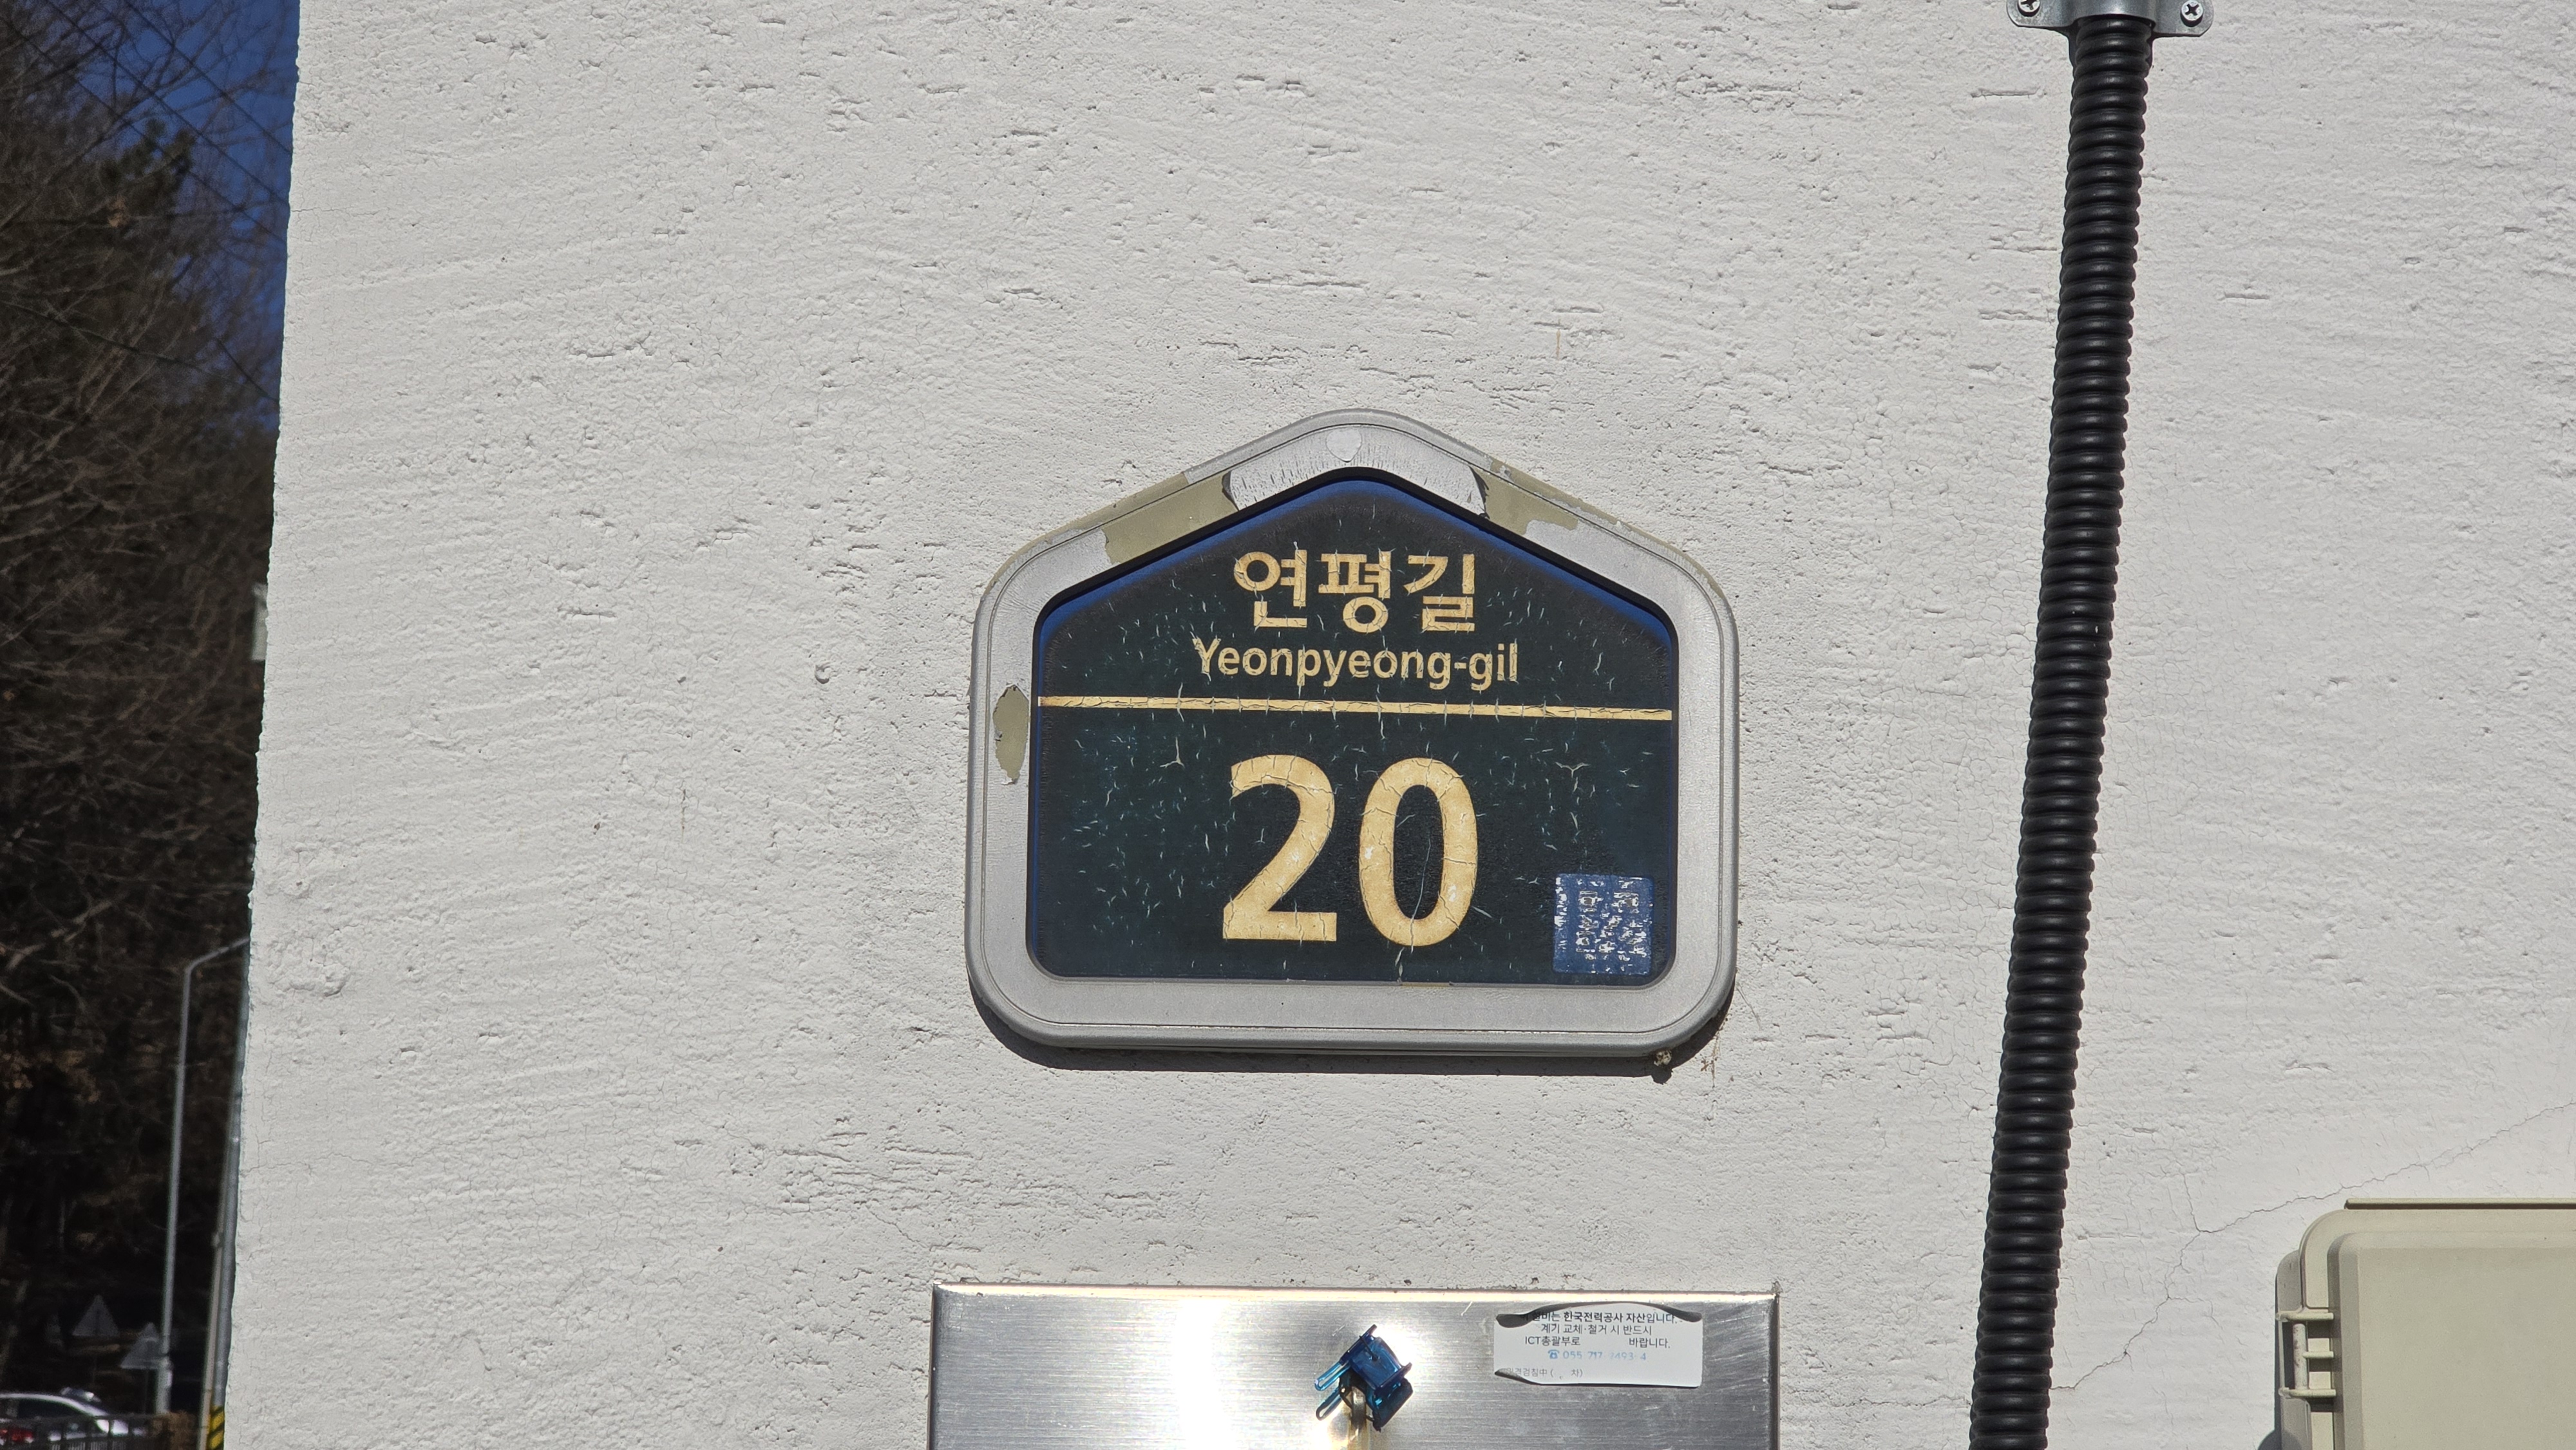 연평길
Yeonpyeong-gil
20
한국전력공사 자산입니다.
계기 교체·철거 시 반드시
ICT총괄부로 바랍니다.
☎ 055